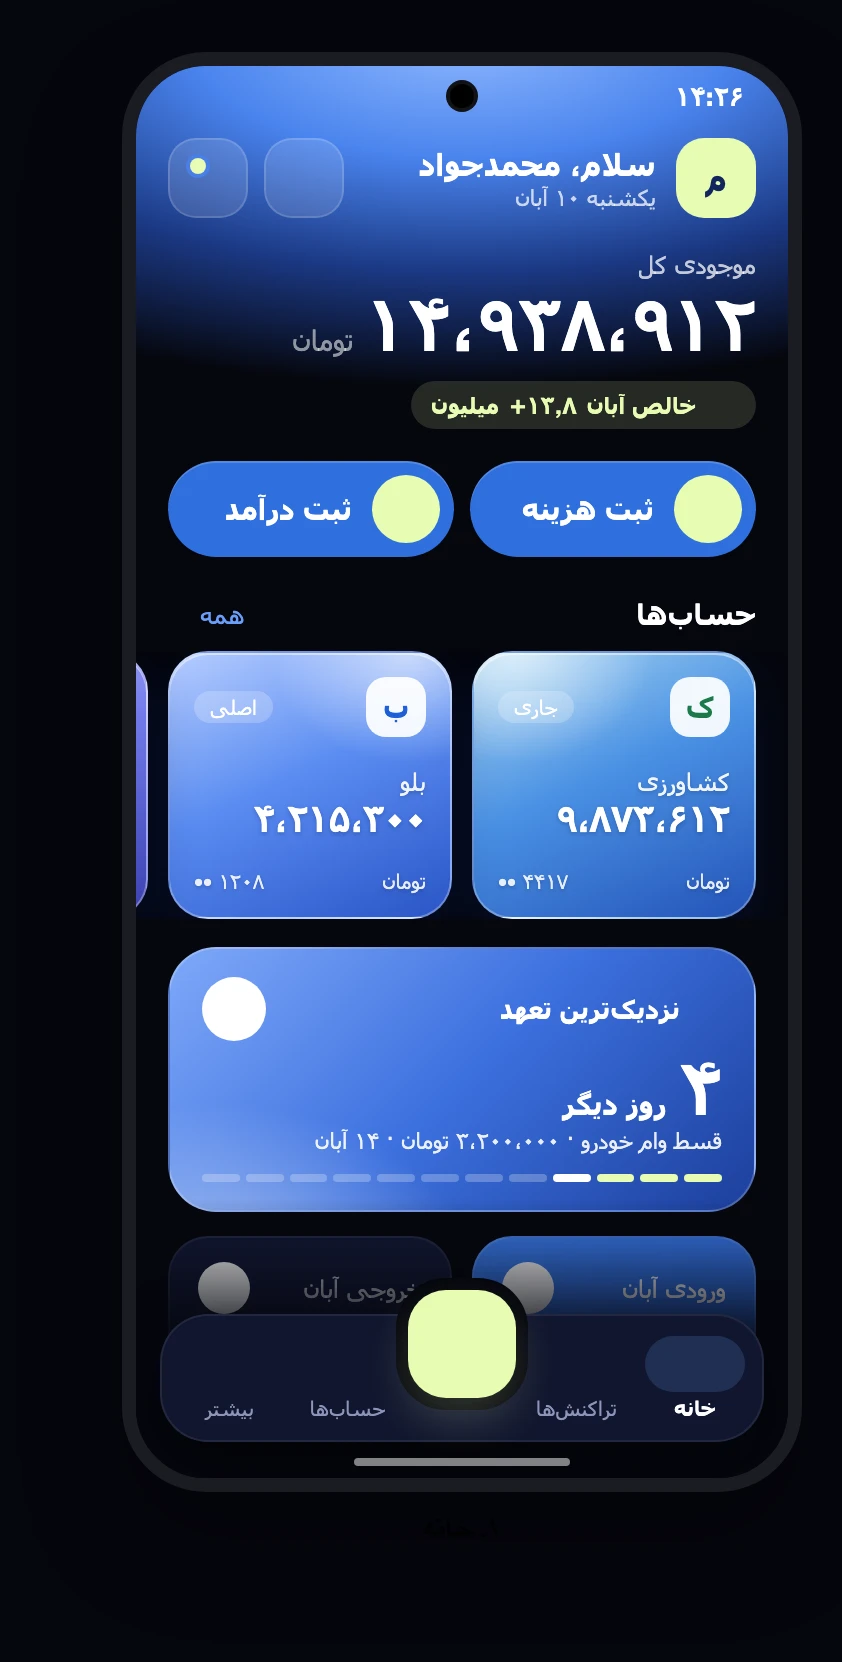 ۱۴:۲۶
م
سلام، محمدجواد
یکشنبه ۱۰ آبان
موجودی کل
۱۴،۹۳۸،۹۱۲ تومان
خالص آبان ۱۳,۸+ میلیون
ثبت هزینه
ثبت درآمد
حساب‌ها
همه
ک
جاری
کشاورزی
۹،۸۷۳،۶۱۲
تومان
۴۴۱۷ ••
ب
اصلی
بلو
۴،۲۱۵،۳۰۰
تومان
۱۲۰۸ ••
نزدیک‌ترین تعهد
۴ روز دیگر
قسط وام خودرو · ۳،۲۰۰،۰۰۰ تومان · ۱۴ آبان
ورودی آبان
خروجی آبان
خانه
تراکنش‌ها
حساب‌ها
بیشتر